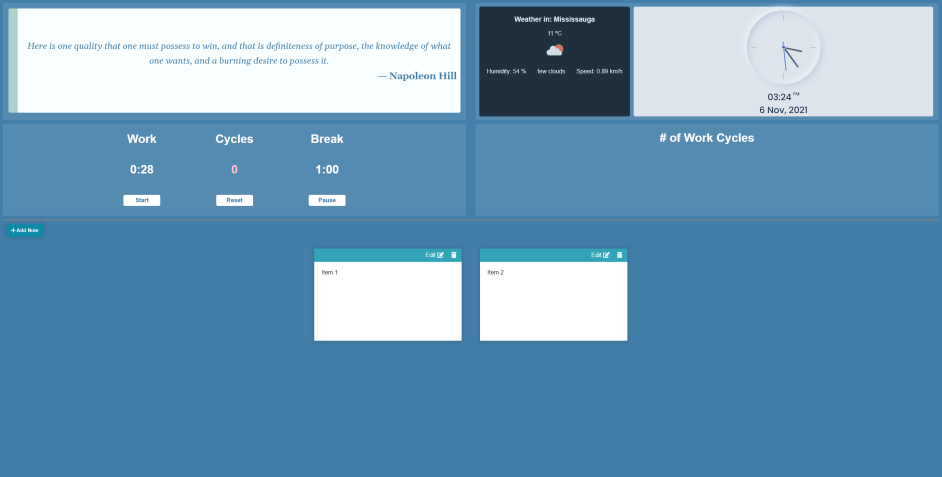 Here is one quality that one must possess to win, and that is definiteness of purpose, the knowledge of what
one wants, and a burning desire to possess it.
— Napoleon Hill
Weather in: Mississauga
11 °C
Humidity: 54 %
few clouds
Speed: 0.89 km/h
03:24 PM
6 Nov, 2021
Work
Cycles
Break
0:28
0
1:00
Start
Reset
Pause
# of Work Cycles
+ Add Note
Edit
Item 1
Edit
Item 2